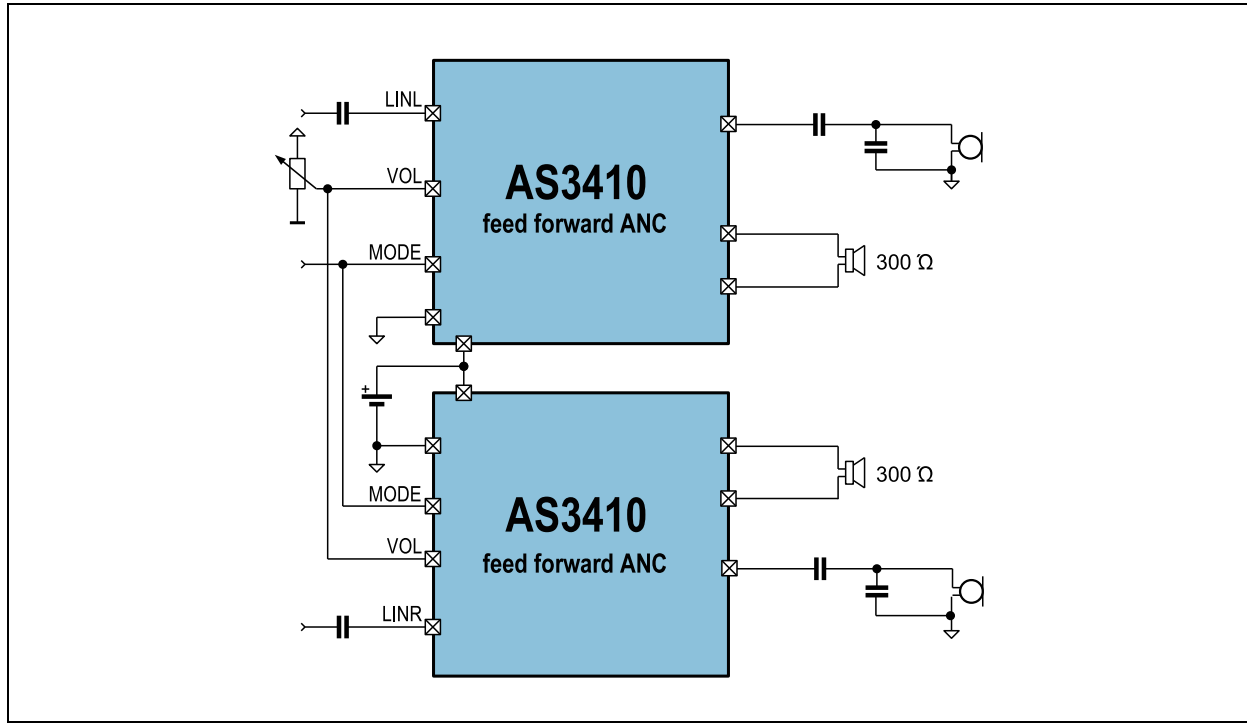 LINL
VOL
MODE
AS3410
feed forward ANC
300 Ω
+
MODE
VOL
LINR
AS3410
feed forward ANC
300 Ω